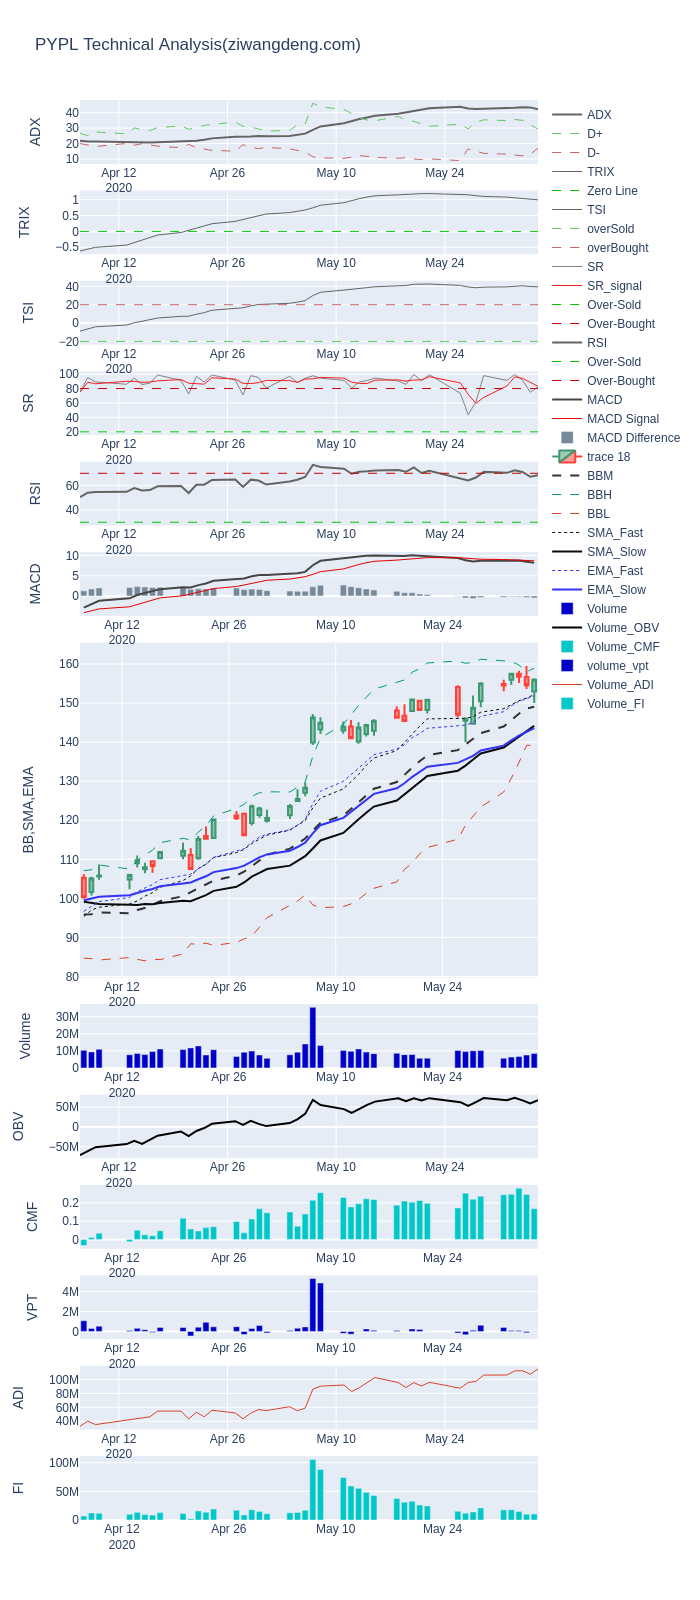 PYPL Technical Analysis(ziwangdeng.com)
ADX
40
30
20
10
Apr 12
2020
Apr 26
May 10
May 24
TRIX
1
0.5
0
−0.5
Apr 12
2020
Apr 26
May 10
May 24
TSI
40
20
0
−20
Apr 12
2020
Apr 26
May 10
May 24
SR
100
80
60
40
20
Apr 12
2020
Apr 26
May 10
May 24
RSI
60
40
Apr 12
2020
Apr 26
May 10
May 24
MACD
10
5
0
Apr 12
2020
Apr 26
May 10
May 24
BB,SMA,EMA
160
150
140
130
120
110
100
90
80
Apr 12
2020
Apr 26
May 10
May 24
Volume
30M
20M
10M
0
Apr 12
2020
Apr 26
May 10
May 24
OBV
50M
0
−50M
Apr 12
2020
Apr 26
May 10
May 24
CMF
0.2
0.1
0
Apr 12
2020
Apr 26
May 10
May 24
VPT
4M
2M
0
Apr 12
2020
Apr 26
May 10
May 24
ADI
100M
80M
60M
40M
Apr 12
2020
Apr 26
May 10
May 24
FI
100M
50M
0
Apr 12
2020
Apr 26
May 10
May 24
ADX
D+
D-
TRIX
Zero Line
TSI
overSold
overBought
SR
SR_signal
Over-Sold
Over-Bought
RSI
Over-Sold
Over-Bought
MACD
MACD Signal
MACD Difference
trace 18
BBM
BBH
BBL
SMA_Fast
SMA_Slow
EMA_Fast
EMA_Slow
Volume
Volume_OBV
Volume_CMF
volume_vpt
Volume_ADI
Volume_FI